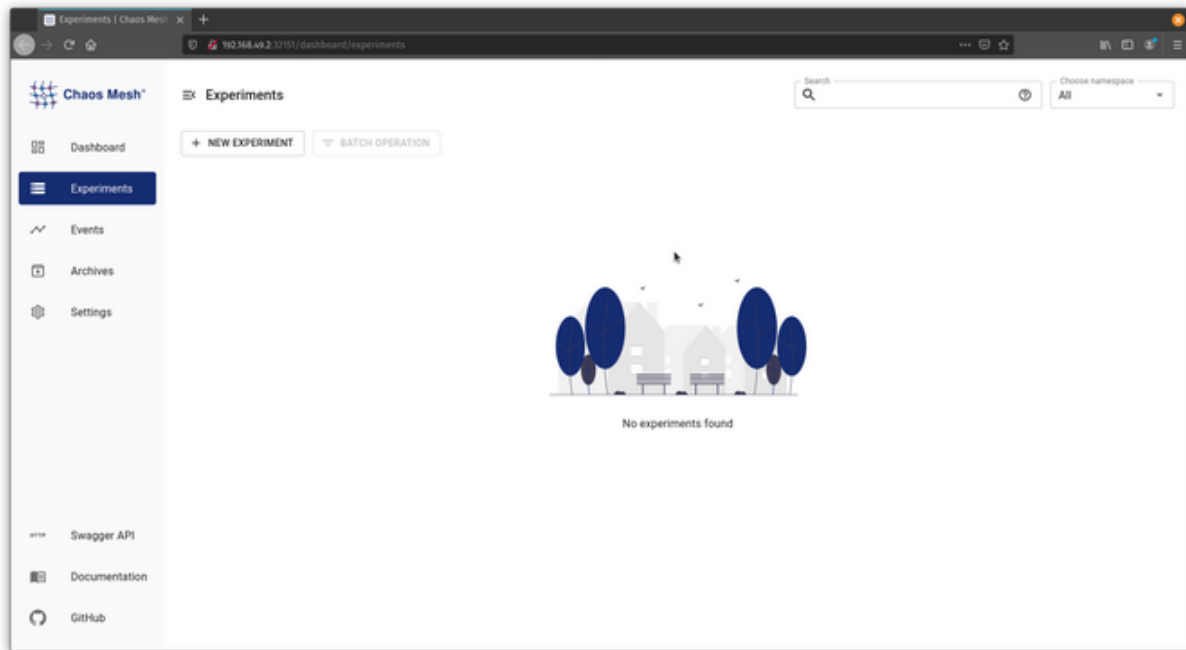 Experiments | Chaos Mesh
192.168.49.2:32151/dashboard/experiments
Chaos Mesh®
Experiments
Search
Choose namespace
All
NEW EXPERIMENT
BATCH OPERATION
Dashboard
Experiments
Events
Archives
Settings
No experiments found
HTTP
Swagger API
Documentation
GitHub